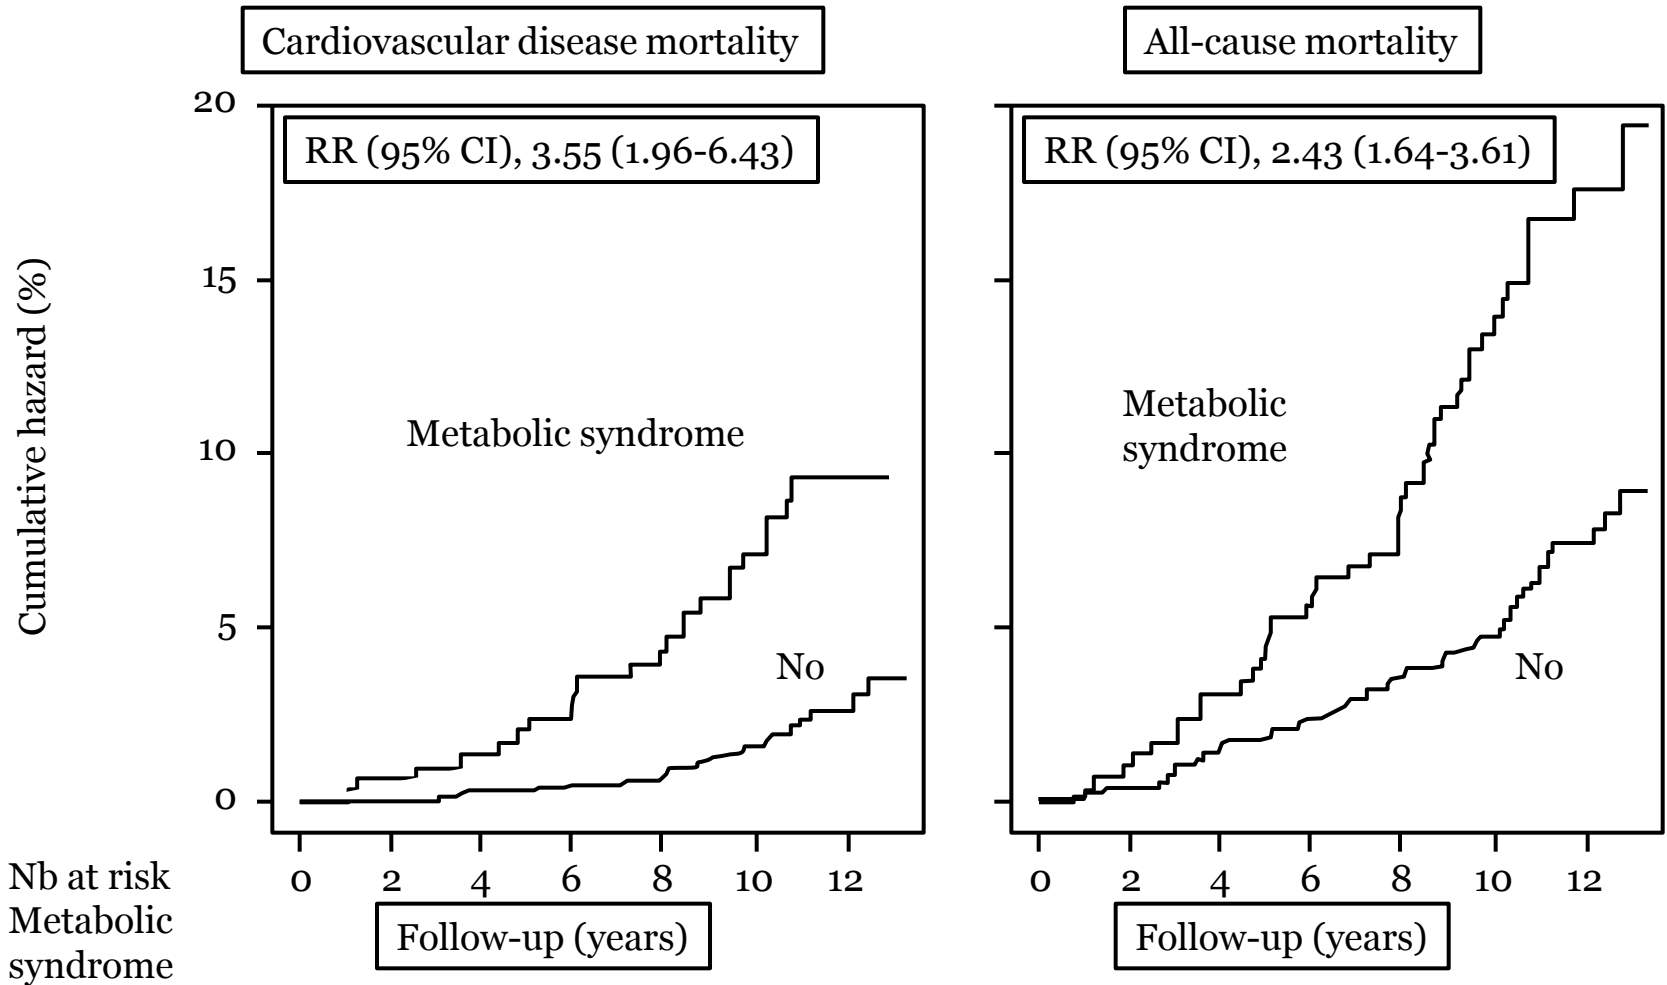 Cardiovascular disease mortality
All-cause mortality
20
15
10
5
0
Cumulative hazard (%)
RR (95% CI), 3.55 (1.96-6.43)
Metabolic syndrome
No
0 2 4 6 8 10 12
Follow-up (years)
RR (95% CI), 2.43 (1.64-3.61)
Metabolic
syndrome
No
0 2 4 6 8 10 12
Follow-up (years)
Nb at risk
Metabolic
syndrome